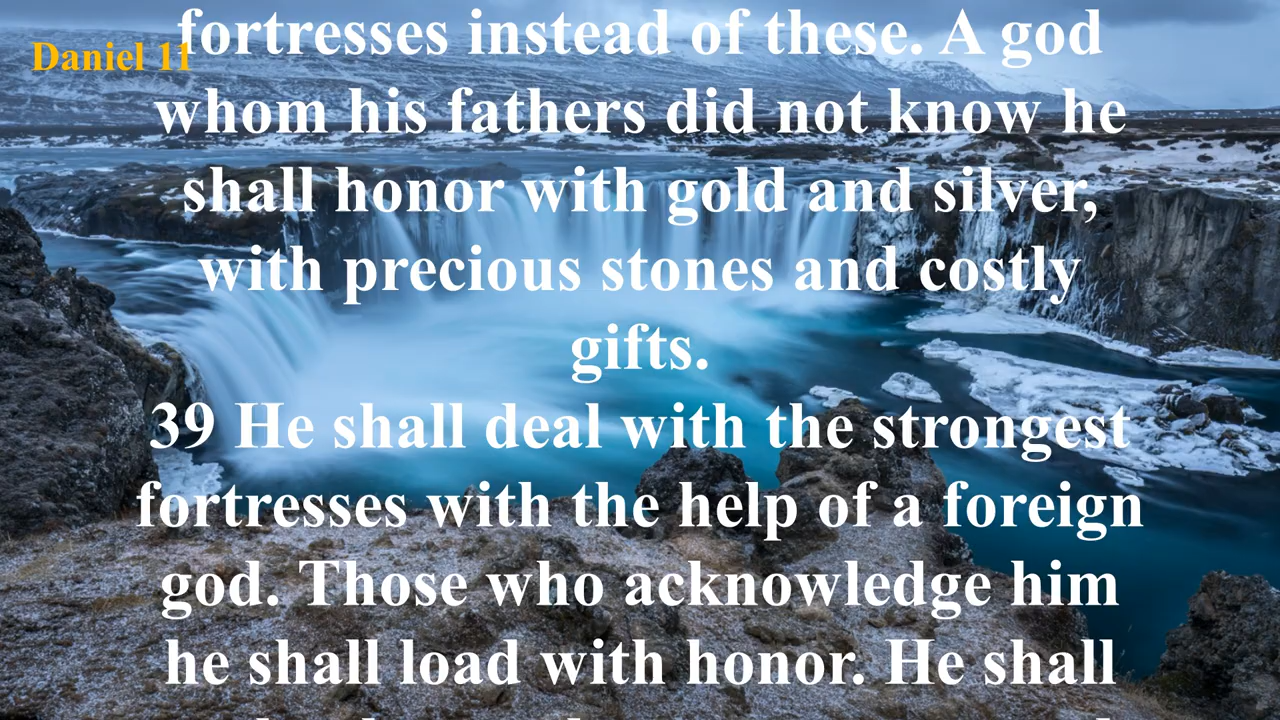 fortresses instead of these. A god
Daniel 11
whom his fathers did not know he
shall honor with gold and silver,
with precious stones and costly
gifts.
39 He shall deal with the strongest
fortresses with the help of a foreign
god. Those who acknowledge him
he shall load with honor. He shall